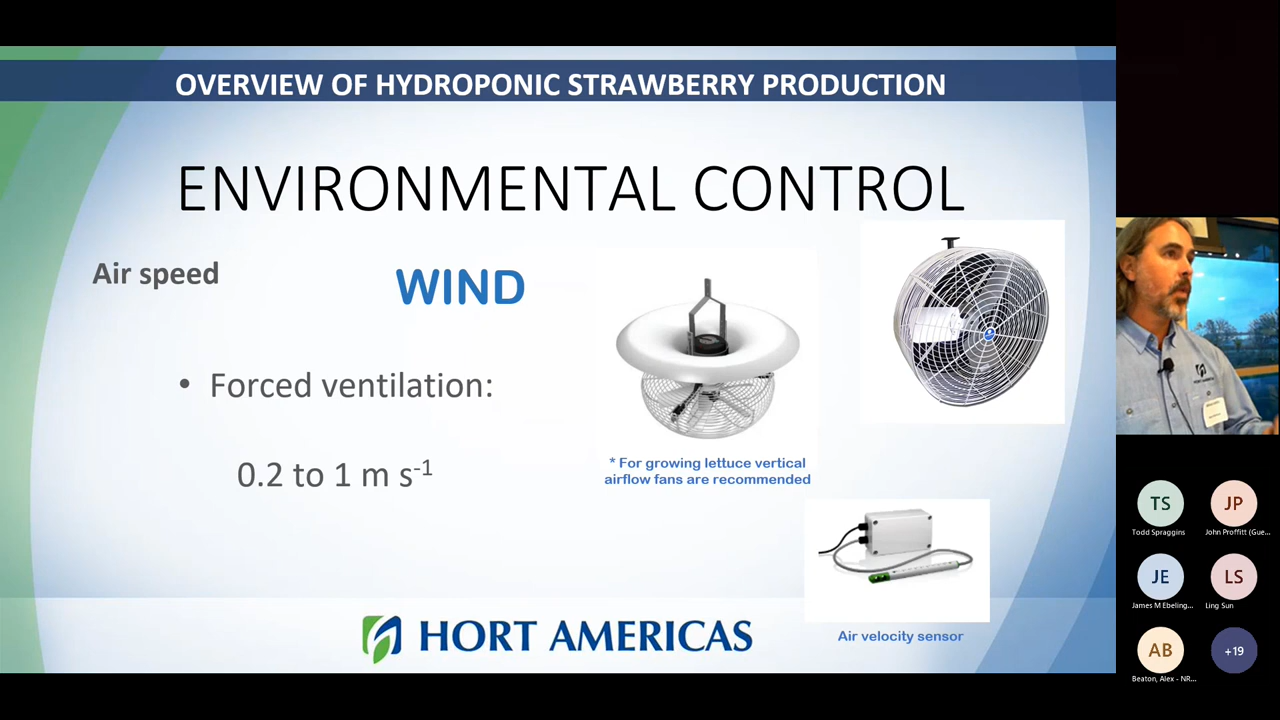 OVERVIEW OF HYDROPONIC STRAWBERRY PRODUCTION
ENVIRONMENTAL CONTROL
Air speed
WIND
• Forced ventilation:
0.2 to 1 m s⁻¹
* For growing lettuce vertical
airflow fans are recommended
Air velocity sensor
HORT AMERICAS
HORT AMERICAS
TS
JP
Todd Spraggins
John Proffitt (Gue...
JE
LS
James M Ebeling...
Ling Sun
AB
+19
Beaton, Alex - NR...